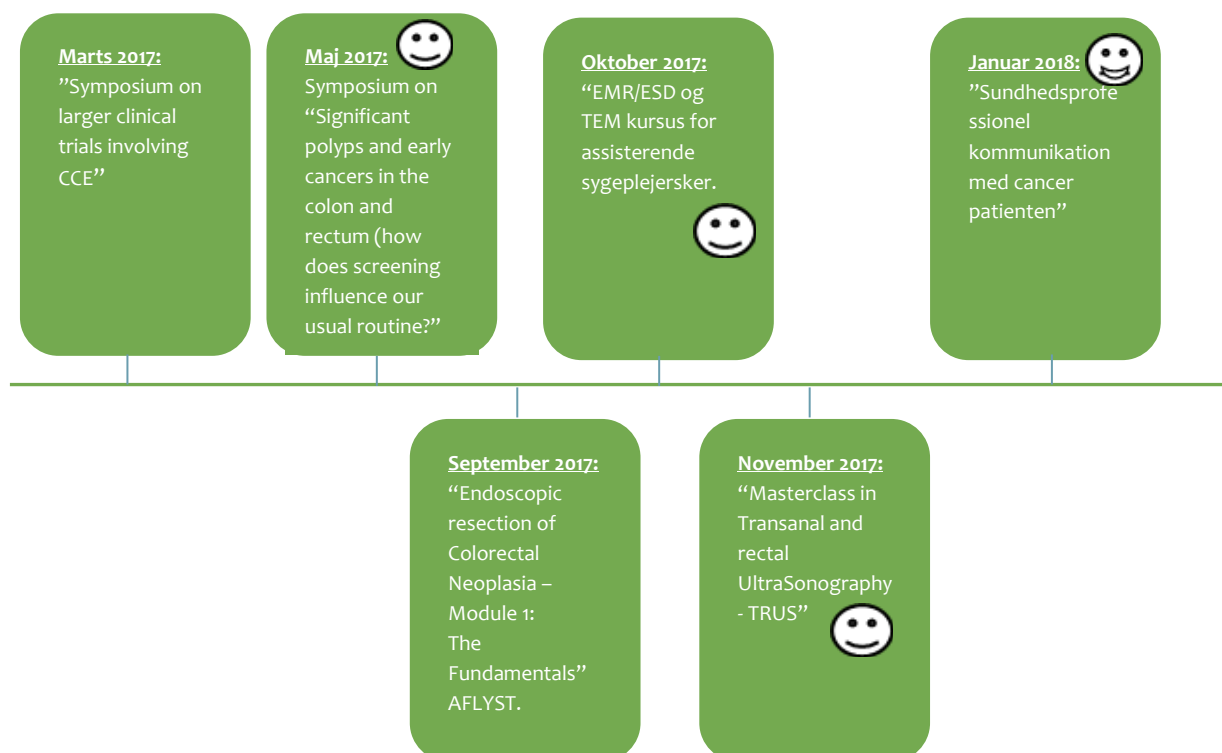 Marts 2017:
”Symposium on
larger clinical
trials involving
CCE”
Maj 2017:
Symposium on
“Significant
polyps and early
cancers in the
colon and
rectum (how
does screening
influence our
usual routine?”
Oktober 2017:
“EMR/ESD og
TEM kursus for
assisterende
sygeplejersker.
Januar 2018:
”Sundhedsprofe
ssionel
kommunikation
med cancer
patienten”
September 2017:
“Endoscopic
resection of
Colorectal
Neoplasia –
Module 1:
The
Fundamentals”
AFLYST.
November 2017:
“Masterclass in
Transanal and
rectal
UltraSonography
- TRUS”